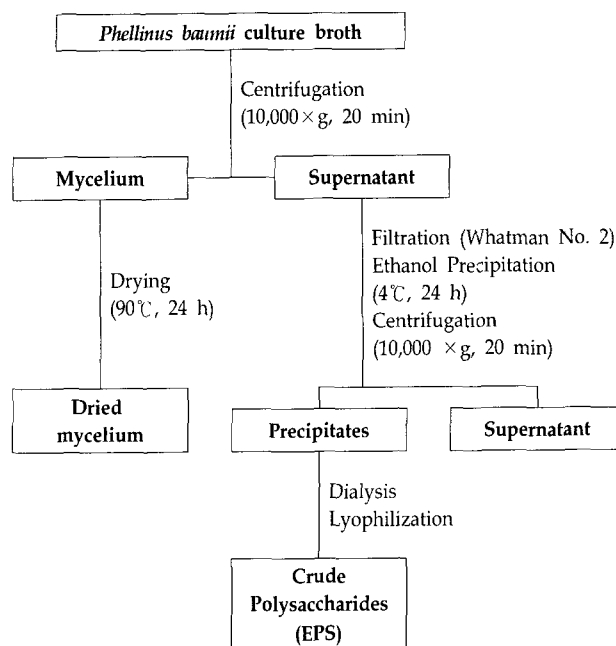 Phellinus baumii culture broth
Centrifugation
(10,000×g, 20 min)
Mycelium
Supernatant
Filtration (Whatman No. 2)
Ethanol Precipitation
(4℃, 24 h)
Centrifugation
(10,000 ×g, 20 min)
Drying
(90℃, 24 h)
Dried
mycelium
Precipitates
Supernatant
Dialysis
Lyophilization
Crude
Polysaccharides
(EPS)